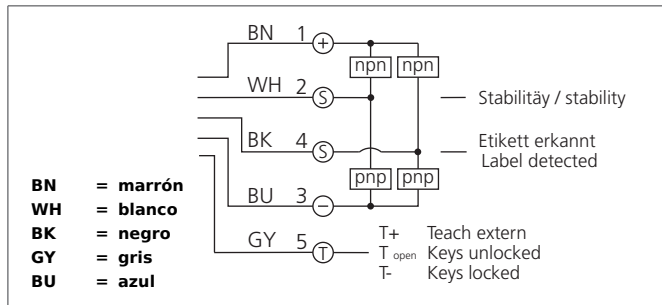 BN 1 +
npn npn
WH 2 S
Stabilitäy / stability
BK 4 S
Etikett erkannt
Label detected
pnp pnp
BU 3 −
GY 5 T
T+ Teach extern
T open Keys unlocked
T- Keys locked
BN = marrón
WH = blanco
BK = negro
GY = gris
BU = azul